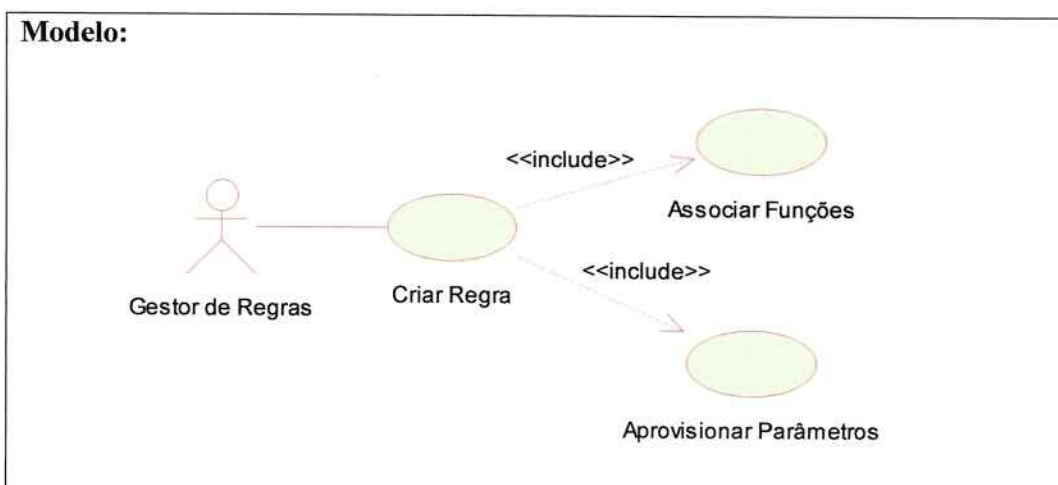 Modelo:
<<include>>
Associar Funções
<<include>>
Gestor de Regras
Criar Regra
Aprovisionar Parâmetros